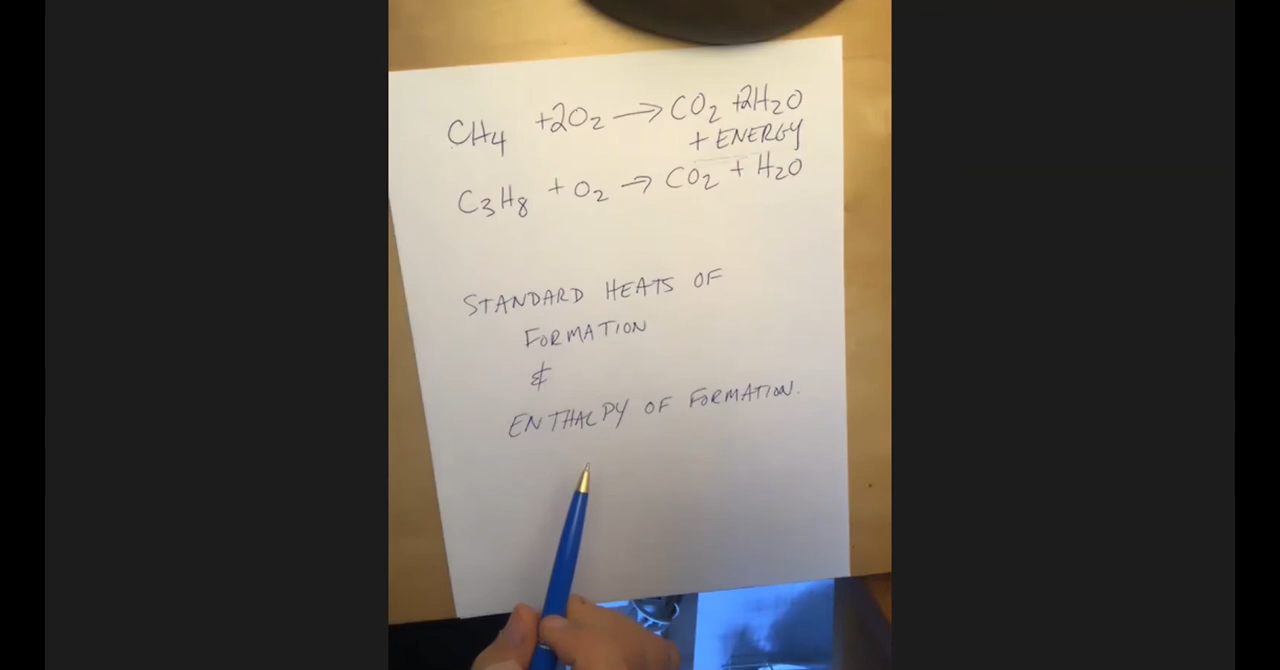 CH4 +2O2 → CO2 +2H2O
+ ENERGY
C3H8 + O2 → CO2 + H2O
STANDARD HEATS OF
FORMATION
&
ENTHALPY OF FORMATION.